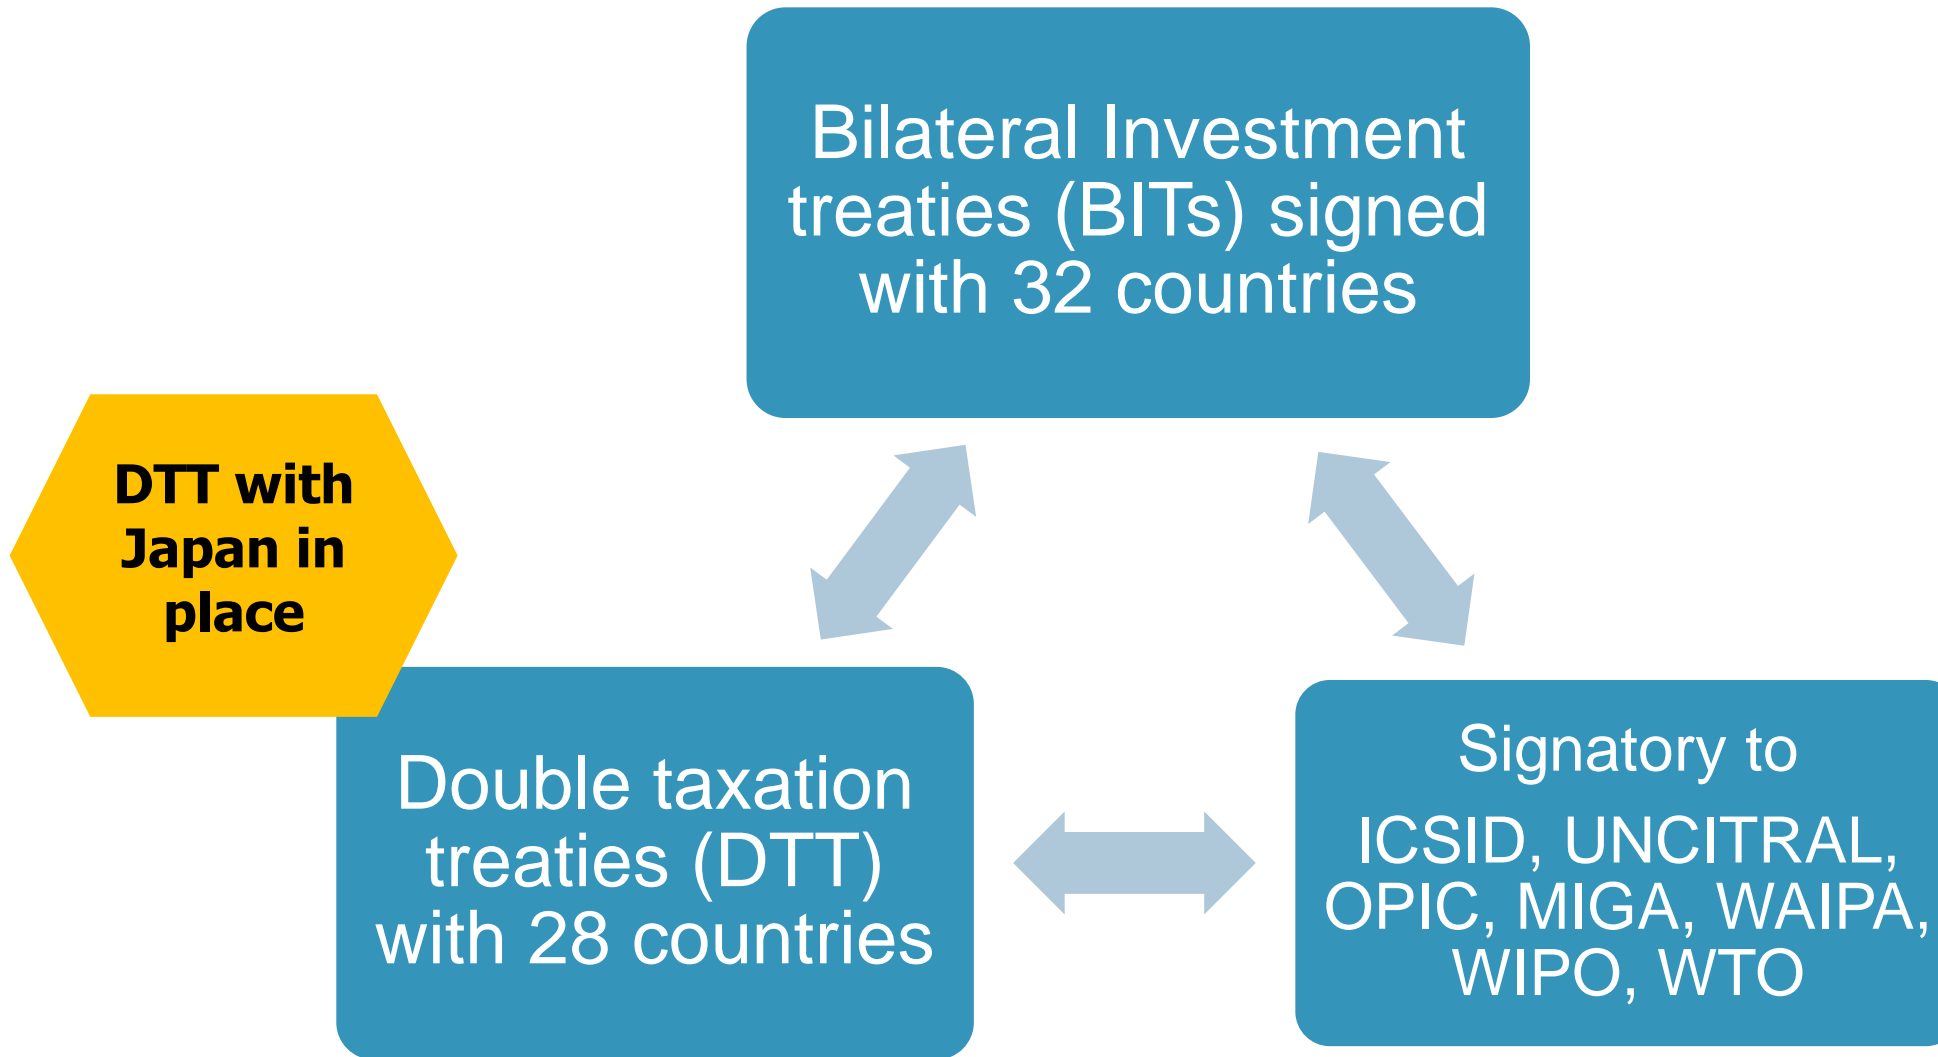 Bilateral Investment
treaties (BITs) signed
with 32 countries
DTT with
Japan in
place
Double taxation
treaties (DTT)
with 28 countries
Signatory to
ICSID, UNCITRAL,
OPIC, MIGA, WAIPA,
WIPO, WTO